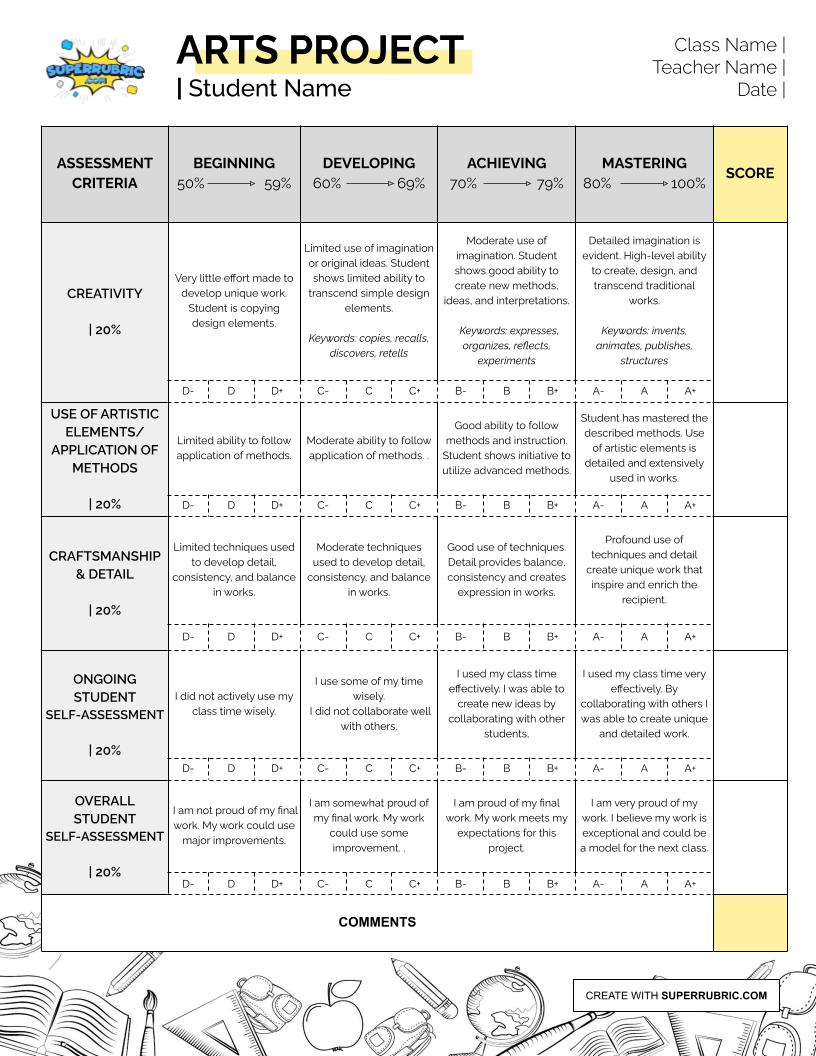 SUPERRUBRIC
.COM
ARTS PROJECT
| Student Name
Class Name |
Teacher Name |
Date |
ASSESSMENT
CRITERIA
BEGINNING
50% 59%
DEVELOPING
60% 69%
ACHIEVING
70% 79%
MASTERING
80% 100%
SCORE
CREATIVITY
| 20%
Very little effort made to
develop unique work.
Student is copying
design elements.
Limited use of imagination
or original ideas. Student
shows limited ability to
transcend simple design
elements.
Keywords: copies, recalls,
discovers, retells
Moderate use of
imagination. Student
shows good ability to
create new methods,
ideas, and interpretations.
Keywords: expresses,
organizes, reflects,
experiments
Detailed imagination is
evident. High-level ability
to create, design, and
transcend traditional
works.
Keywords: invents,
animates, publishes,
structures
D- D D+ C- C C+ B- B B+ A- A A+
USE OF ARTISTIC
ELEMENTS/
APPLICATION OF
METHODS
| 20%
Limited ability to follow
application of methods.
Moderate ability to follow
application of methods. .
Good ability to follow
methods and instruction.
Student shows initiative to
utilize advanced methods.
Student has mastered the
described methods. Use
of artistic elements is
detailed and extensively
used in works.
D- D D+ C- C C+ B- B B+ A- A A+
CRAFTSMANSHIP
& DETAIL
| 20%
Limited techniques used
to develop detail,
consistency, and balance
in works.
Moderate techniques
used to develop detail,
consistency, and balance
in works.
Good use of techniques.
Detail provides balance,
consistency and creates
expression in works.
Profound use of
techniques and detail
create unique work that
inspire and enrich the
recipient.
D- D D+ C- C C+ B- B B+ A- A A+
ONGOING
STUDENT
SELF-ASSESSMENT
| 20%
I did not actively use my
class time wisely.
I use some of my time
wisely.
I did not collaborate well
with others.
I used my class time
effectively. I was able to
create new ideas by
collaborating with other
students,
I used my class time very
effectively. By
collaborating with others I
was able to create unique
and detailed work.
D- D D+ C- C C+ B- B B+ A- A A+
OVERALL
STUDENT
SELF-ASSESSMENT
| 20%
I am not proud of my final
work. My work could use
major improvements.
I am somewhat proud of
my final work. My work
could use some
improvement. .
I am proud of my final
work. My work meets my
expectations for this
project.
I am very proud of my
work. I believe my work is
exceptional and could be
a model for the next class.
D- D D+ C- C C+ B- B B+ A- A A+
COMMENTS
CREATE WITH SUPERRUBRIC.COM